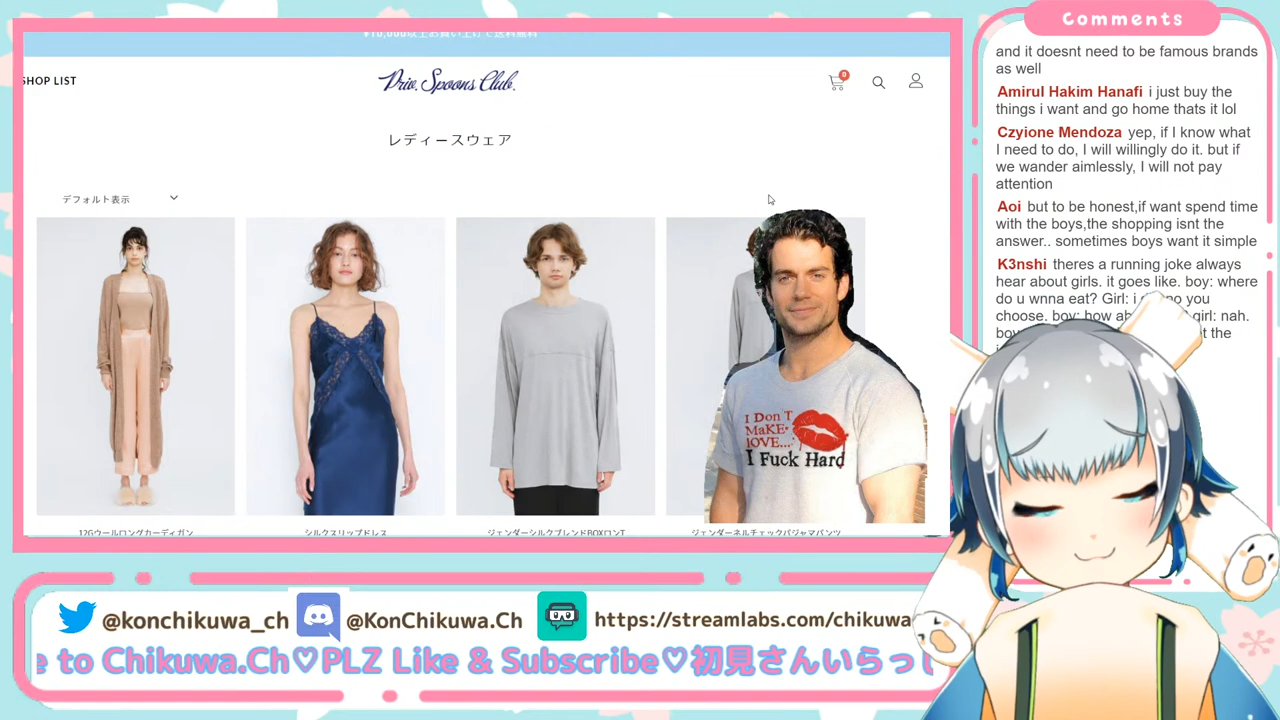 ¥10,000以上お買い上げで送料無料
SHOP LIST
Priv. Spoons Club.
0
レディースウェア
デフォルト表示
12Gウールロングカーディガン
シルクスリップドレス
ジェンダーシルクブレンドBOXロンT
ジェンダーネルチェックパジャマパンツ
I Don T
MaKe
lOVE...
I Fuck Hard
Comments
and it doesnt need to be famous brands
as well
Amirul Hakim Hanafi i just buy the
things i want and go home thats it lol
Czyione Mendoza yep, if I know what
I need to do, I will willingly do it. but if
we wander aimlessly, I will not pay
attention
Aoi but to be honest,if want spend time
with the boys,the shopping isnt the
answer.. sometimes boys want it simple
K3nshi theres a running joke always
hear about girls. it goes like. boy: where
do u wnna eat? Girl: i no you
choose. boy: how girl: nah.
the
@konchikuwa_ch
@KonChikuwa.Ch
https://streamlabs.com/chikuwa
e to Chikuwa.Ch♡PLZ Like & Subscribe♡初見さんいらっし